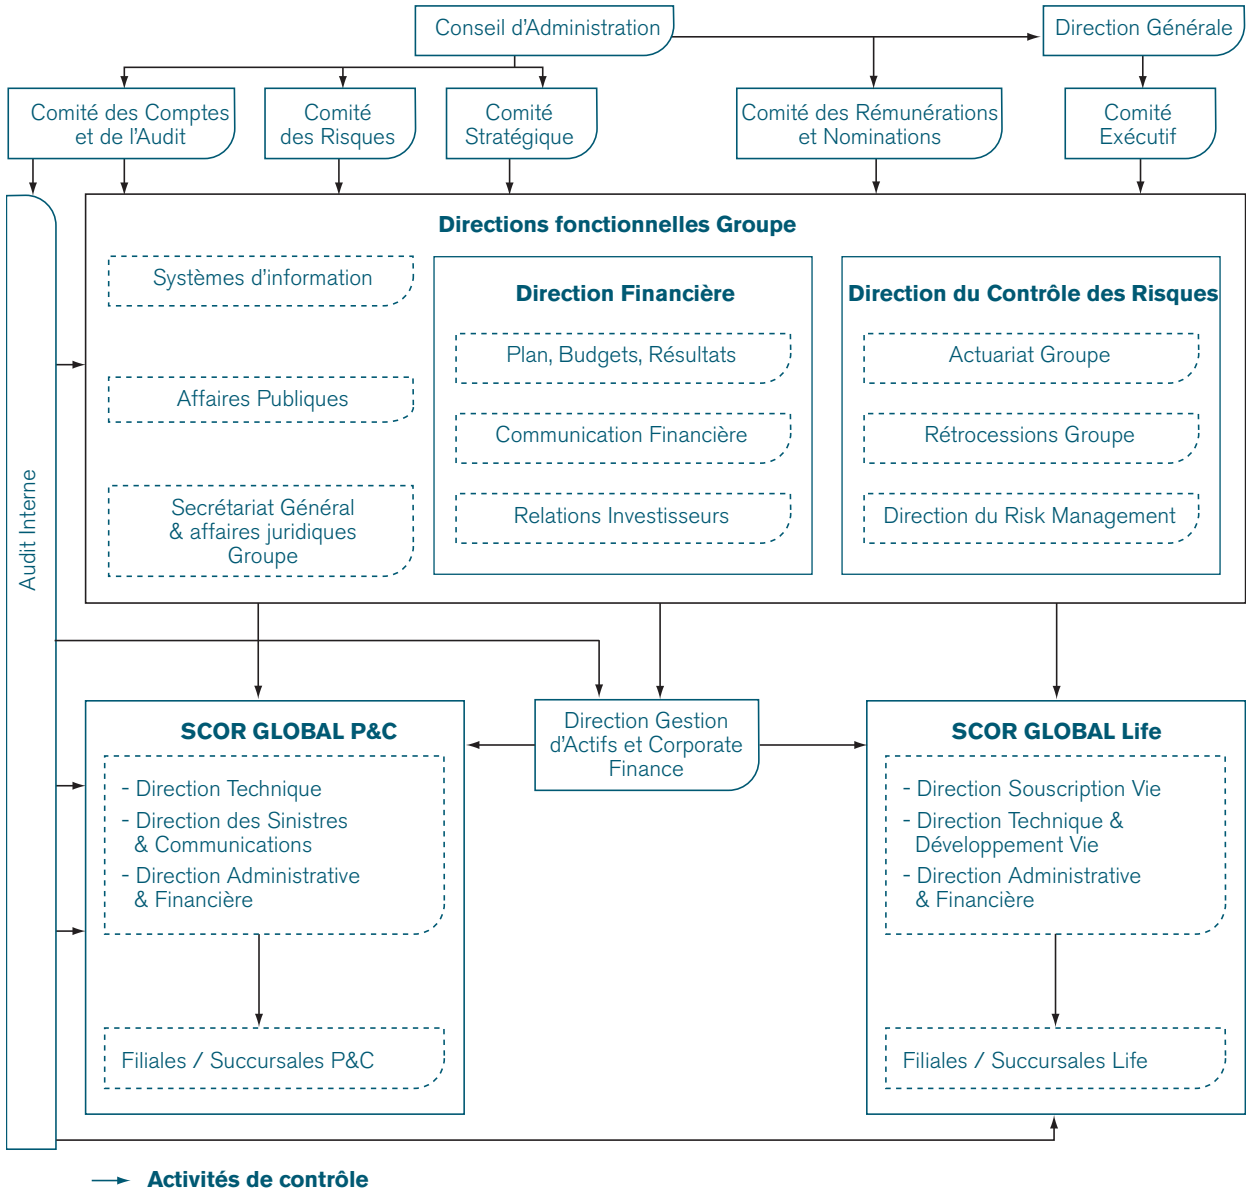 Conseil d'Administration
Direction Générale
Comité des Comptes
et de l'Audit
Comité
des Risques
Comité
Stratégique
Comité des Rémunérations
et Nominations
Comité
Exécutif
Audit Interne
Directions fonctionnelles Groupe
Systèmes d'information
Affaires Publiques
Secrétariat Général
& affaires juridiques
Groupe
Direction Financière
Plan, Budgets, Résultats
Communication Financière
Relations Investisseurs
Direction du Contrôle des Risques
Actuariat Groupe
Rétrocessions Groupe
Direction du Risk Management
SCOR GLOBAL P&C
- Direction Technique
- Direction des Sinistres
& Communications
- Direction Administrative
& Financière
Filiales / Succursales P&C
Direction Gestion
d'Actifs et Corporate
Finance
SCOR GLOBAL Life
- Direction Souscription Vie
- Direction Technique &
Développement Vie
- Direction Administrative
& Financière
Filiales / Succursales Life
Activités de contrôle